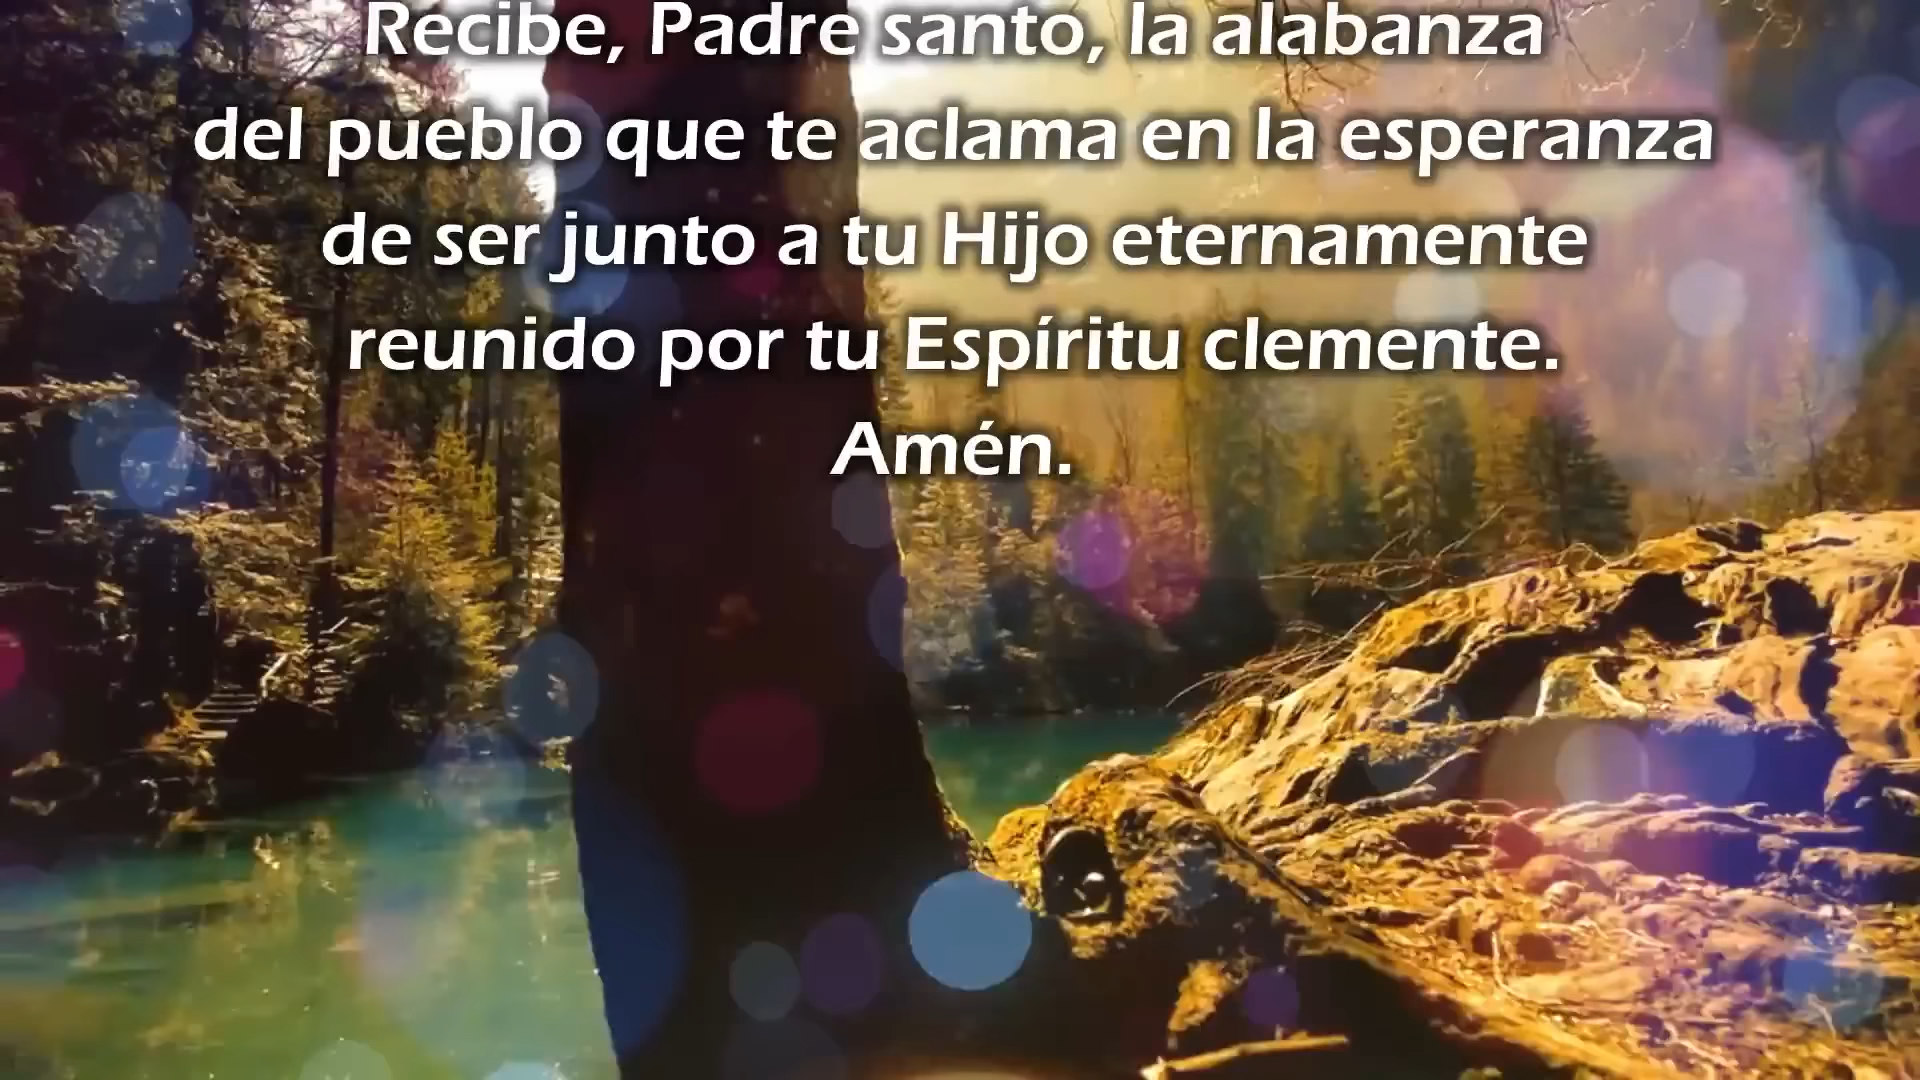 Recibe, Padre santo, la alabanza
del pueblo que te aclama en la esperanza
de ser junto a tu Hijo eternamente
reunido por tu Espíritu clemente.
Amén.